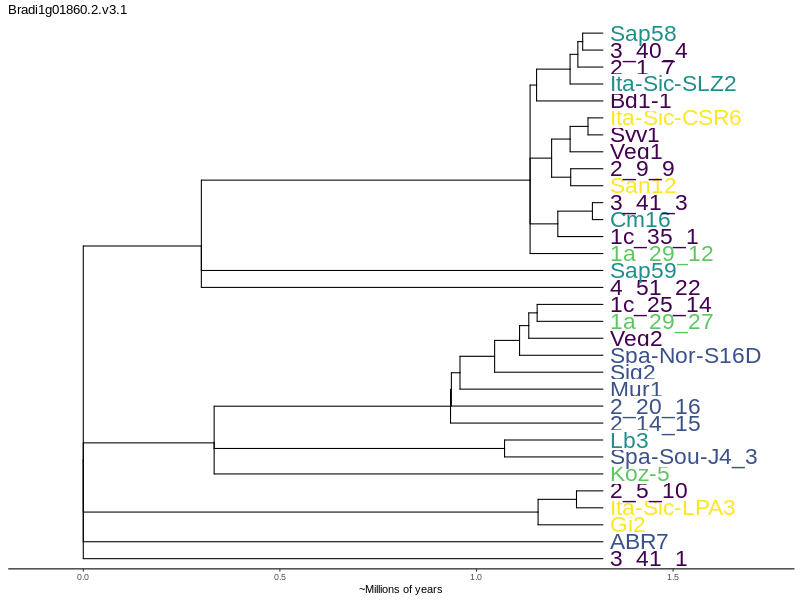 Bradi1g01860.2.v3.1
Sap58
3_40_4
2_1_7
Ita-Sic-SLZ2
Bd1-1
Ita-Sic-CSR6
Svv1
Veg1
2_9_9
San12
3_41_3
Cm16
1c_35_1
1a_29_12
Sap59
4_51_22
1c_25_14
1a_29_27
Veg2
Spa-Nor-S16D
Sig2
Mur1
2_20_16
2_14_15
Lb3
Spa-Sou-J4_3
Koz-5
2_5_10
Ita-Sic-LPA3
Gi2
ABR7
3_41_1
0.0 0.5 1.0 1.5
~Millions of years